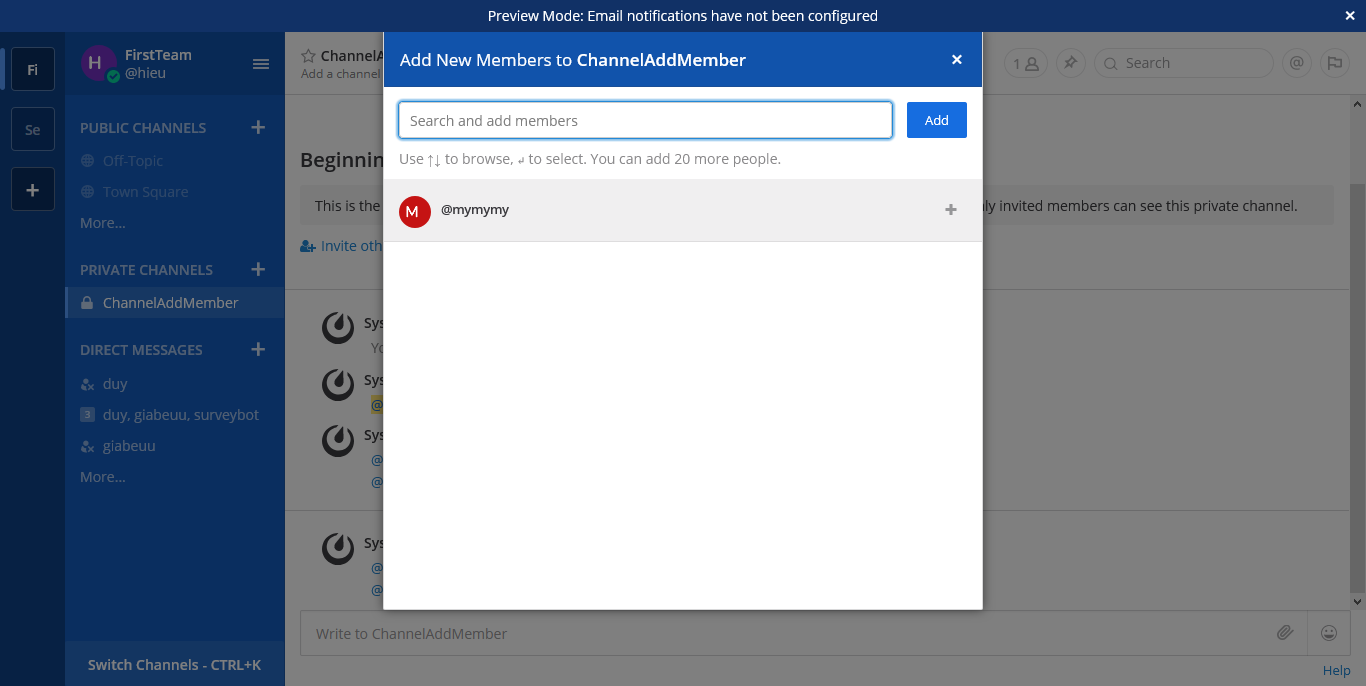 Preview Mode: Email notifications have not been configured
Fi
Se
H
FirstTeam
@hieu
PUBLIC CHANNELS
Off-Topic
Town Square
More...
PRIVATE CHANNELS
ChannelAddMember
DIRECT MESSAGES
duy
3 duy, giabeuu, surveybot
giabeuu
More...
Switch Channels - CTRL+K
ChannelA
Add a channel
1
Search
@
Add New Members to ChannelAddMember
Search and add members
Add
Use ↑↓ to browse, ↵ to select. You can add 20 more people.
M
@mymymy
Beginnin
This is the
invited members can see this private channel.
Invite oth
Sys
Sys
@
Sys
@
@
Sys
@
@
Write to ChannelAddMember
Help